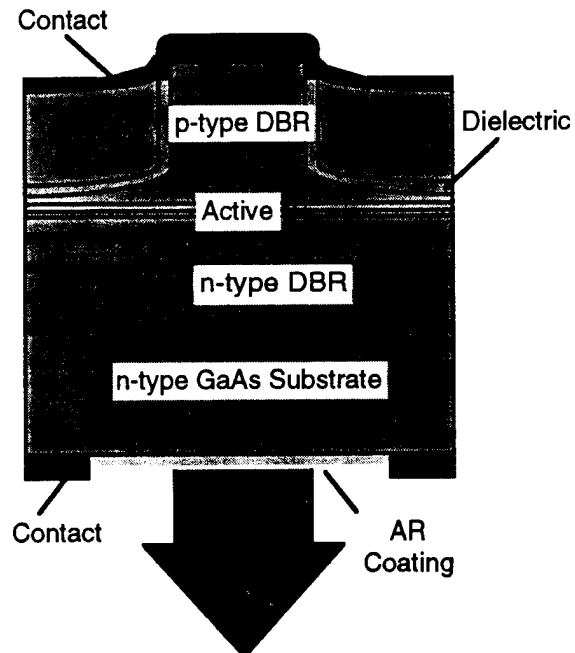 Contact
p-type DBR
Dielectric
Active
n-type DBR
n-type GaAs Substrate
Contact
AR
Coating